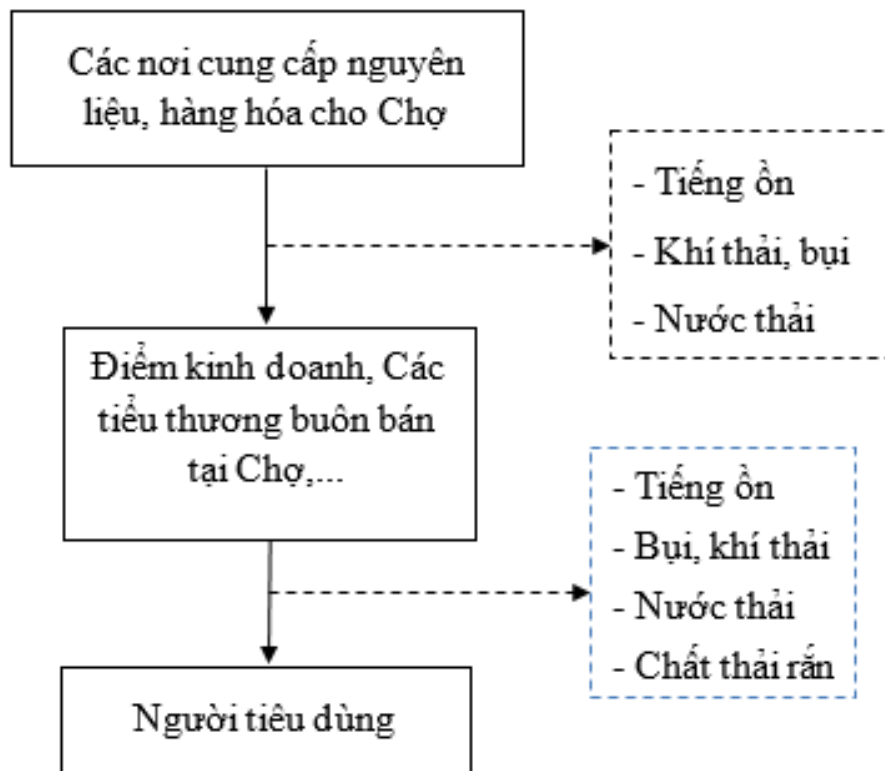 Các nơi cung cấp nguyên
liệu, hàng hóa cho Chợ
- Tiếng ồn
- Khí thải, bụi
- Nước thải
Điểm kinh doanh, Các
tiểu thương buôn bán
tại Chợ,...
- Tiếng ồn
- Bụi, khí thải
- Nước thải
- Chất thải rắn
Người tiêu dùng